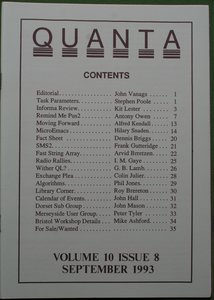 QUANTA
CONTENTS
Editorial........ John Vanags 1
Task Parameters........ Stephen Poole 1
Informa Review........ Kit Lester 3
Remind Me Pus2........ Antony Owen 7
Moving Forward........ Alfred Kendall 13
MicroEmacs........ Hilary Snaden 14
Fact Sheet........ Dennis Briggs 20
SMS2........ Frank Gutteridge 21
Fast String Array........ Arvid Børretzen 22
Radio Rallies........ I. M. Gaye 25
Wither QL?........ G. B. Lamb 26
Exchange Plea........ Colin Julier 28
Algorithms........ Phil Jones 29
Library Corner........ Roy Brereton 30
Calendar of Events........ John Hall 31
Dorset Sub Group........ John Mason 32
Merseyside User Group........ Peter Tyler 33
Bristol Workshop Details... Mike Ashford 34
For Sale/Wanted........ 35
VOLUME 10 ISSUE 8
SEPTEMBER 1993